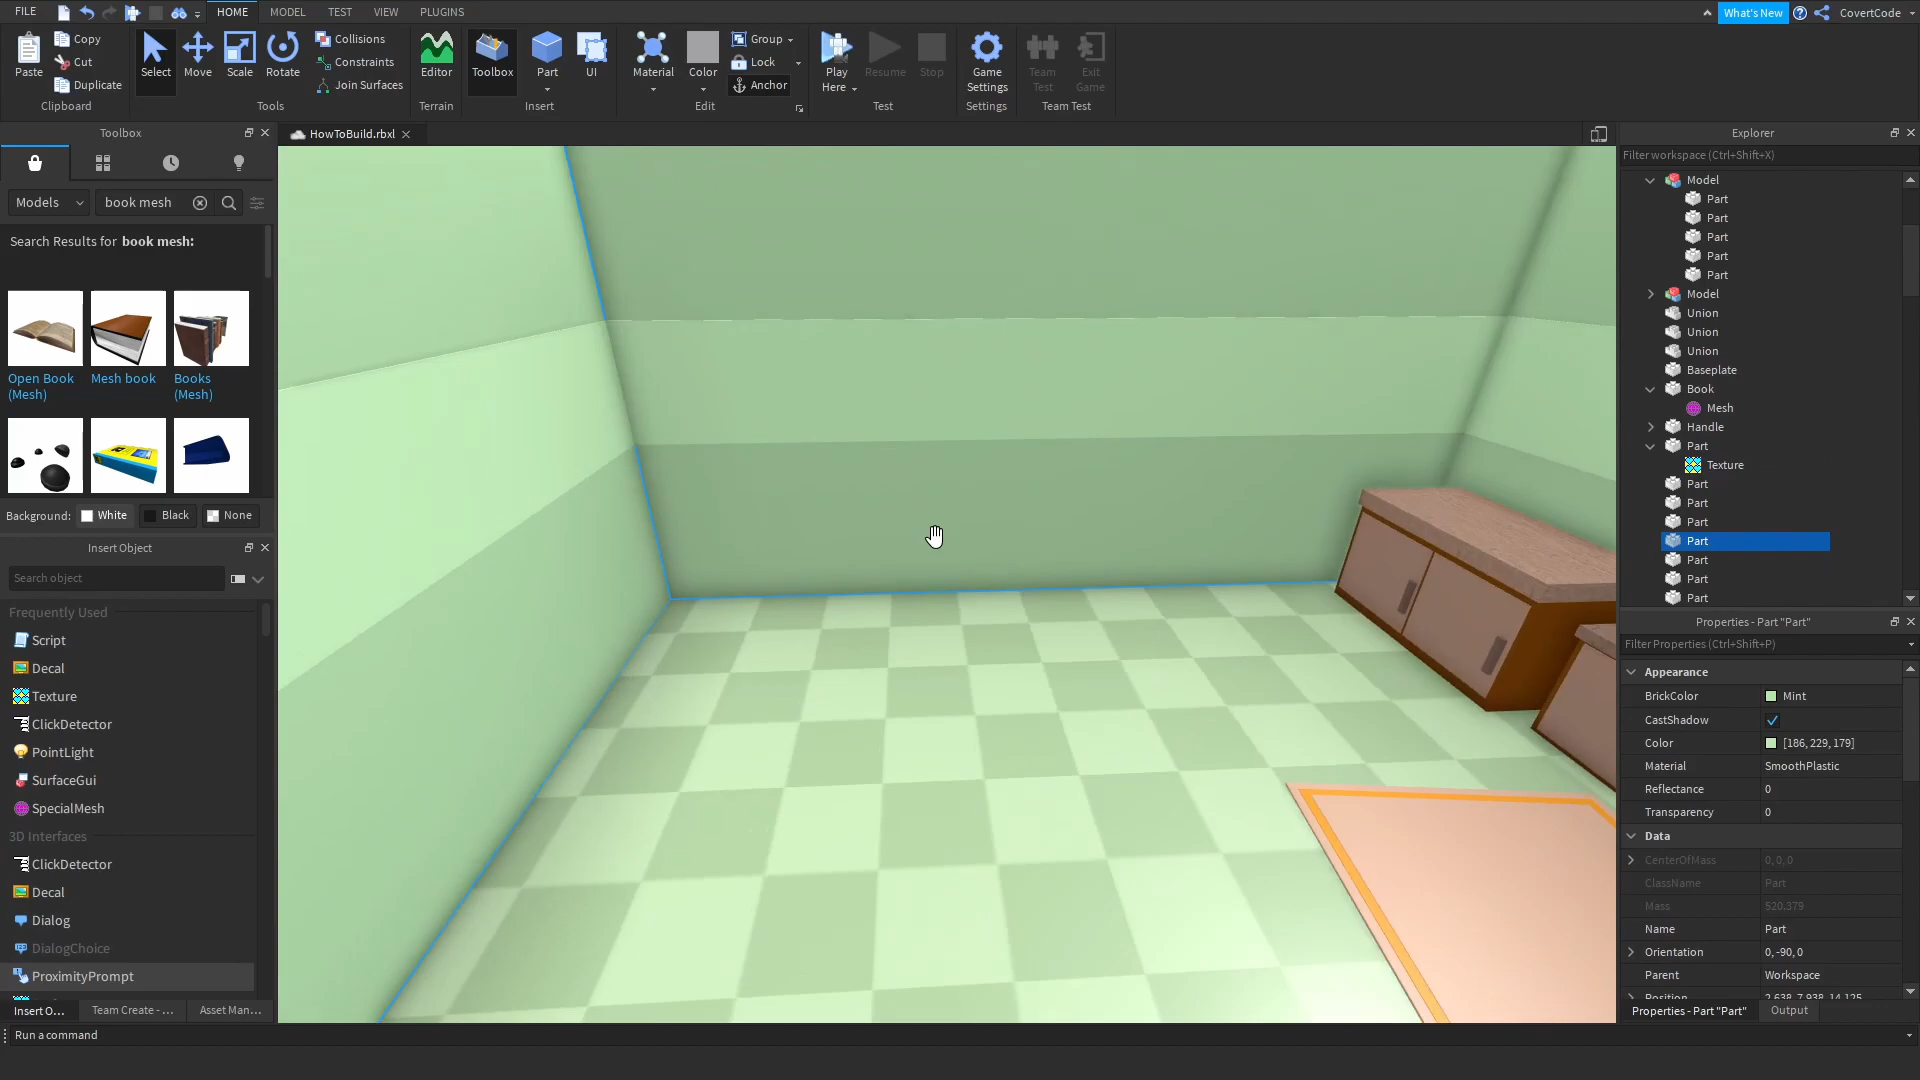 FILE
HOME
MODEL
TEST
VIEW
PLUGINS
What's New
CovertCode
Paste
Copy
Cut
Duplicate
Clipboard
Select
Move
Scale
Rotate
Collisions
Constraints
Join Surfaces
Tools
Editor
Terrain
Toolbox
Part
UI
Insert
Material
Color
Group
Lock
Anchor
Edit
Play Here
Resume
Stop
Test
Game Settings
Settings
Team Test
Exit Game
Team Test
Toolbox
Models
book mesh
Search Results for book mesh:
Open Book (Mesh)
Mesh book
Books (Mesh)
Background:
White
Black
None
Insert Object
Search object
Frequently Used
Script
Decal
Texture
ClickDetector
PointLight
SurfaceGui
SpecialMesh
3D Interfaces
ClickDetector
Decal
Dialog
DialogChoice
ProximityPrompt
Insert O...
Team Create - ...
Asset Man...
Run a command
HowToBuild.rbxl
Explorer
Filter workspace (Ctrl+Shift+X)
Model
Part
Part
Part
Part
Part
Model
Union
Union
Union
Baseplate
Book
Mesh
Handle
Part
Texture
Part
Part
Part
Part
Part
Part
Part
Properties - Part "Part"
Filter Properties (Ctrl+Shift+P)
Appearance
BrickColor Mint
CastShadow
Color [186, 229, 179]
Material SmoothPlastic
Reflectance 0
Transparency 0
Data
CenterOfMass 0, 0, 0
ClassName Part
Mass 520.379
Name Part
Orientation 0, -90, 0
Parent Workspace
Position 2.638, 7.938, 14.125
Properties - Part "Part"
Output